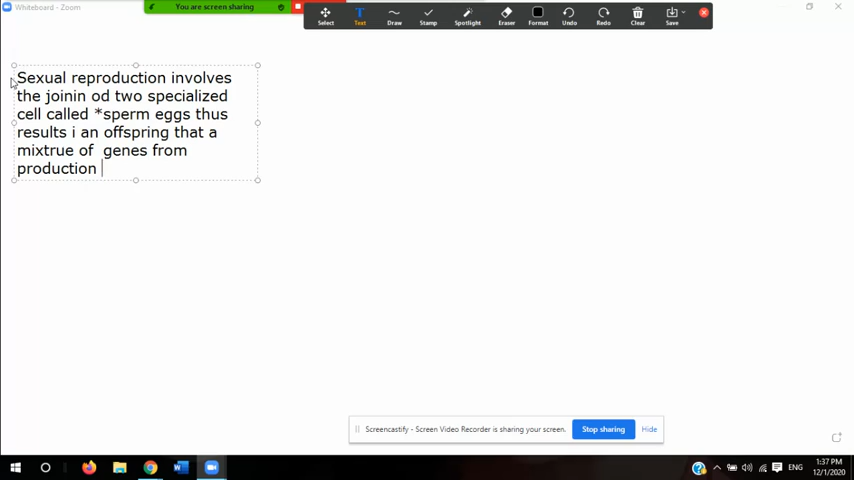 Whiteboard - Zoom
You are screen sharing
Select
Text
Draw
Stamp
Spotlight
Eraser
Format
Undo
Redo
Clear
Save
Sexual reproduction involves
the joinin od two specialized
cell called *sperm eggs thus
results i an offspring that a
mixtrue of  genes from
production
Screencastify - Screen Video Recorder is sharing your screen.
Stop sharing
Hide
ENG
1:37 PM
12/1/2020